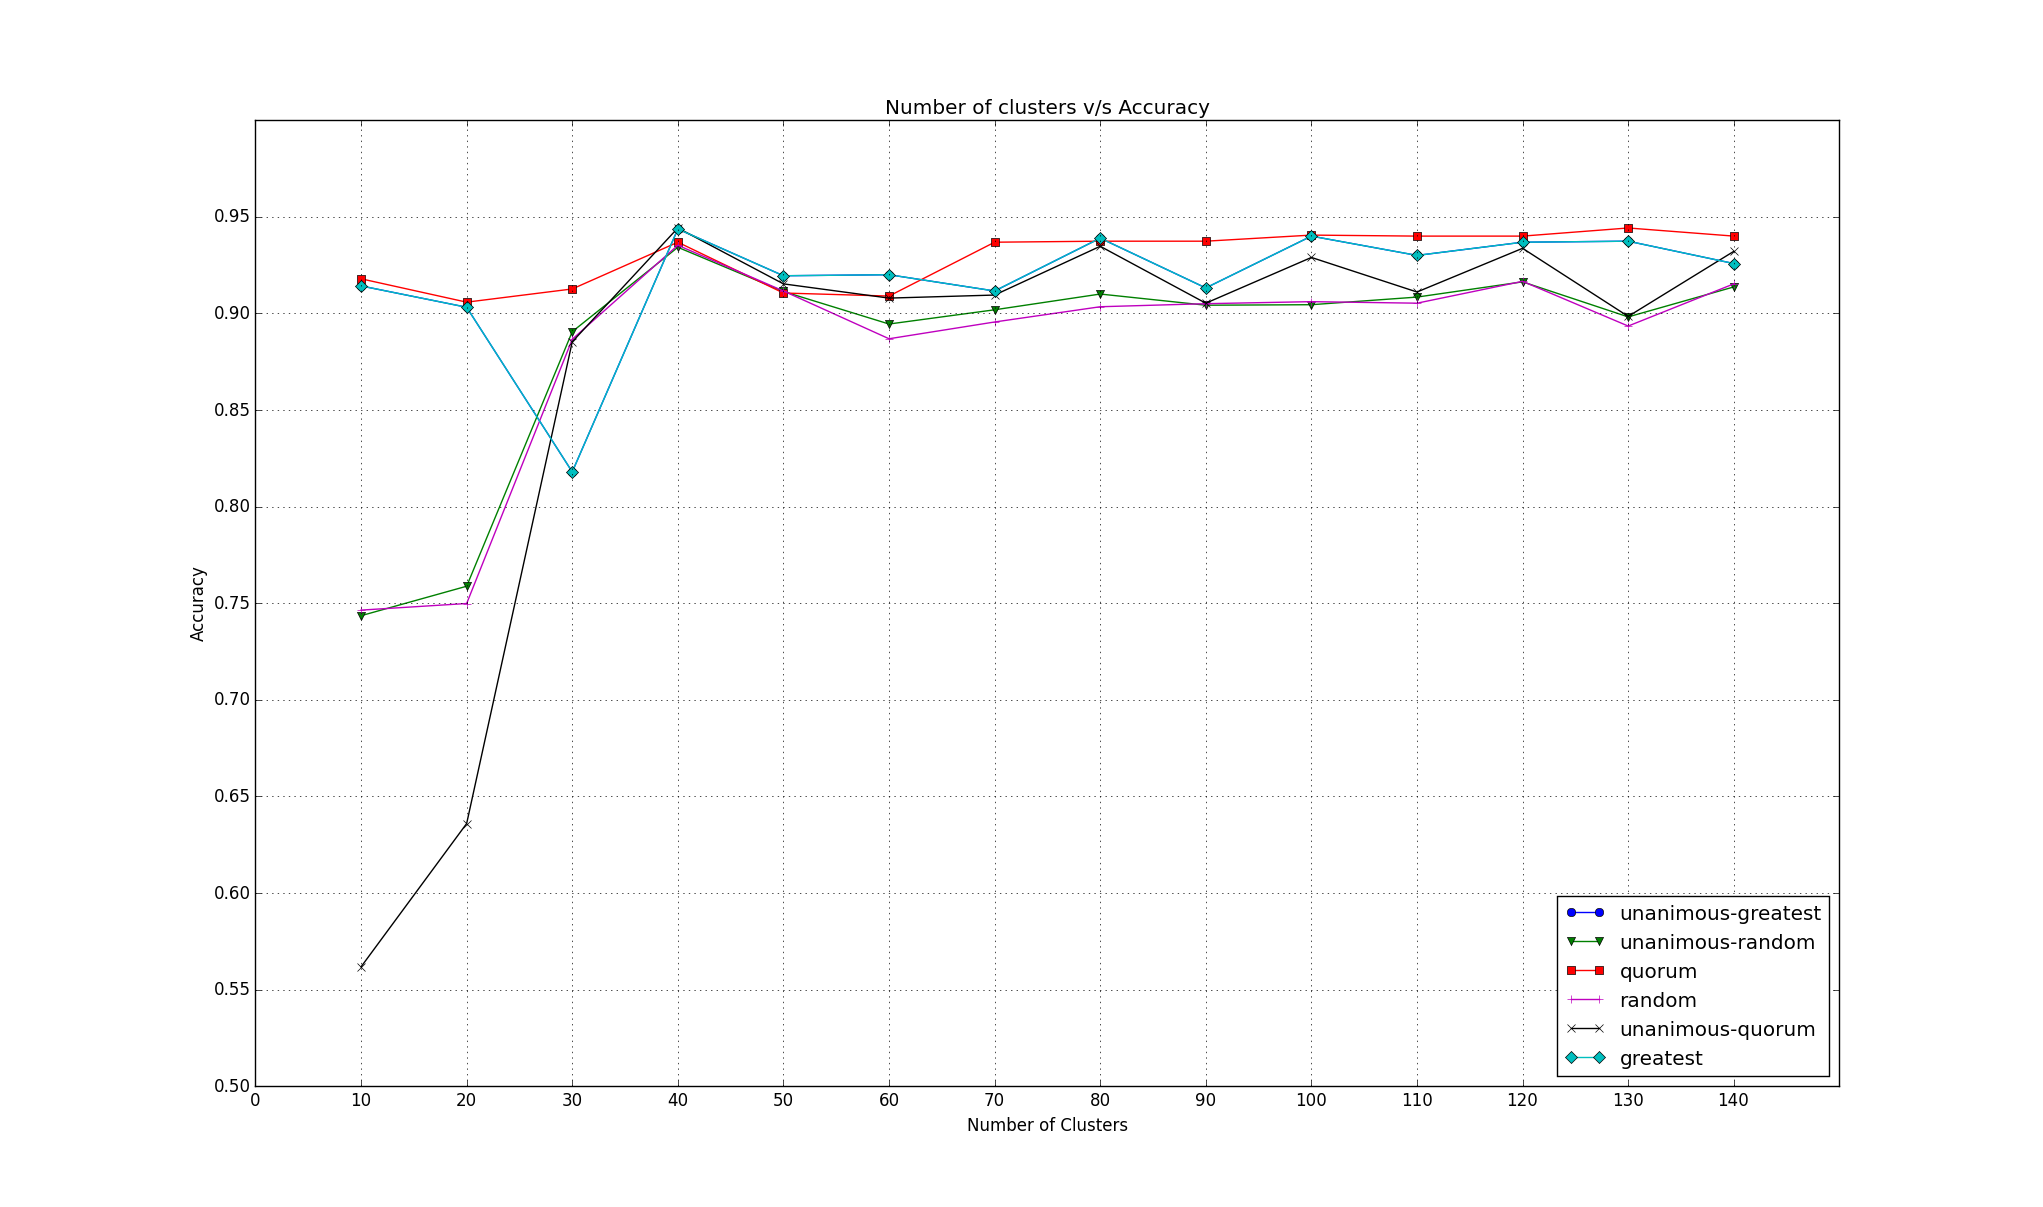 Number of clusters v/s Accuracy
0.95
0.90
0.85
0.80
0.75
0.70
0.65
0.60
0.55
0.50
Accuracy
unanimous-greatest
unanimous-random
quorum
random
unanimous-quorum
greatest
0 10 20 30 40 50 60 70 80 90 100 110 120 130 140
Number of Clusters